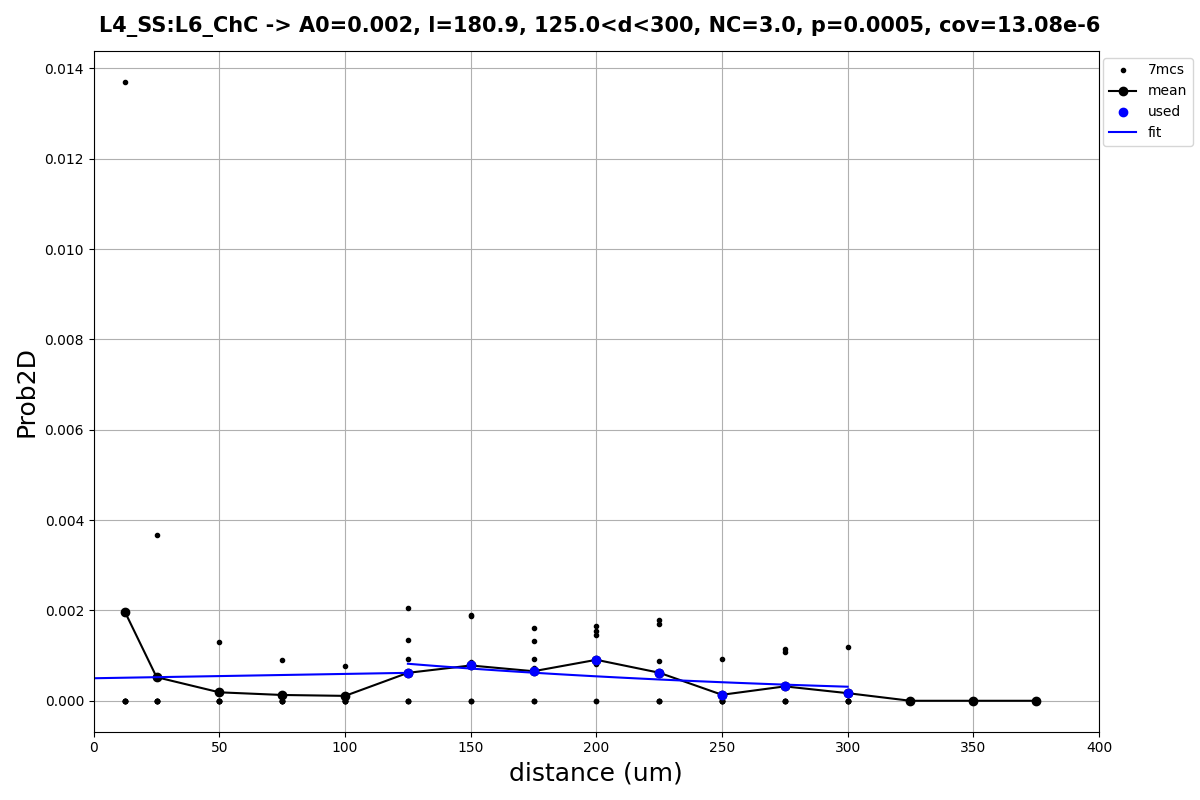 L4_SS:L6_ChC -> A0=0.002, l=180.9, 125.0<d<300, NC=3.0, p=0.0005, cov=13.08e-6
7mcs
mean
used
fit
Prob2D
0.014
0.012
0.010
0.008
0.006
0.004
0.002
0.000
0 50 100 150 200 250 300 350 400
distance (um)